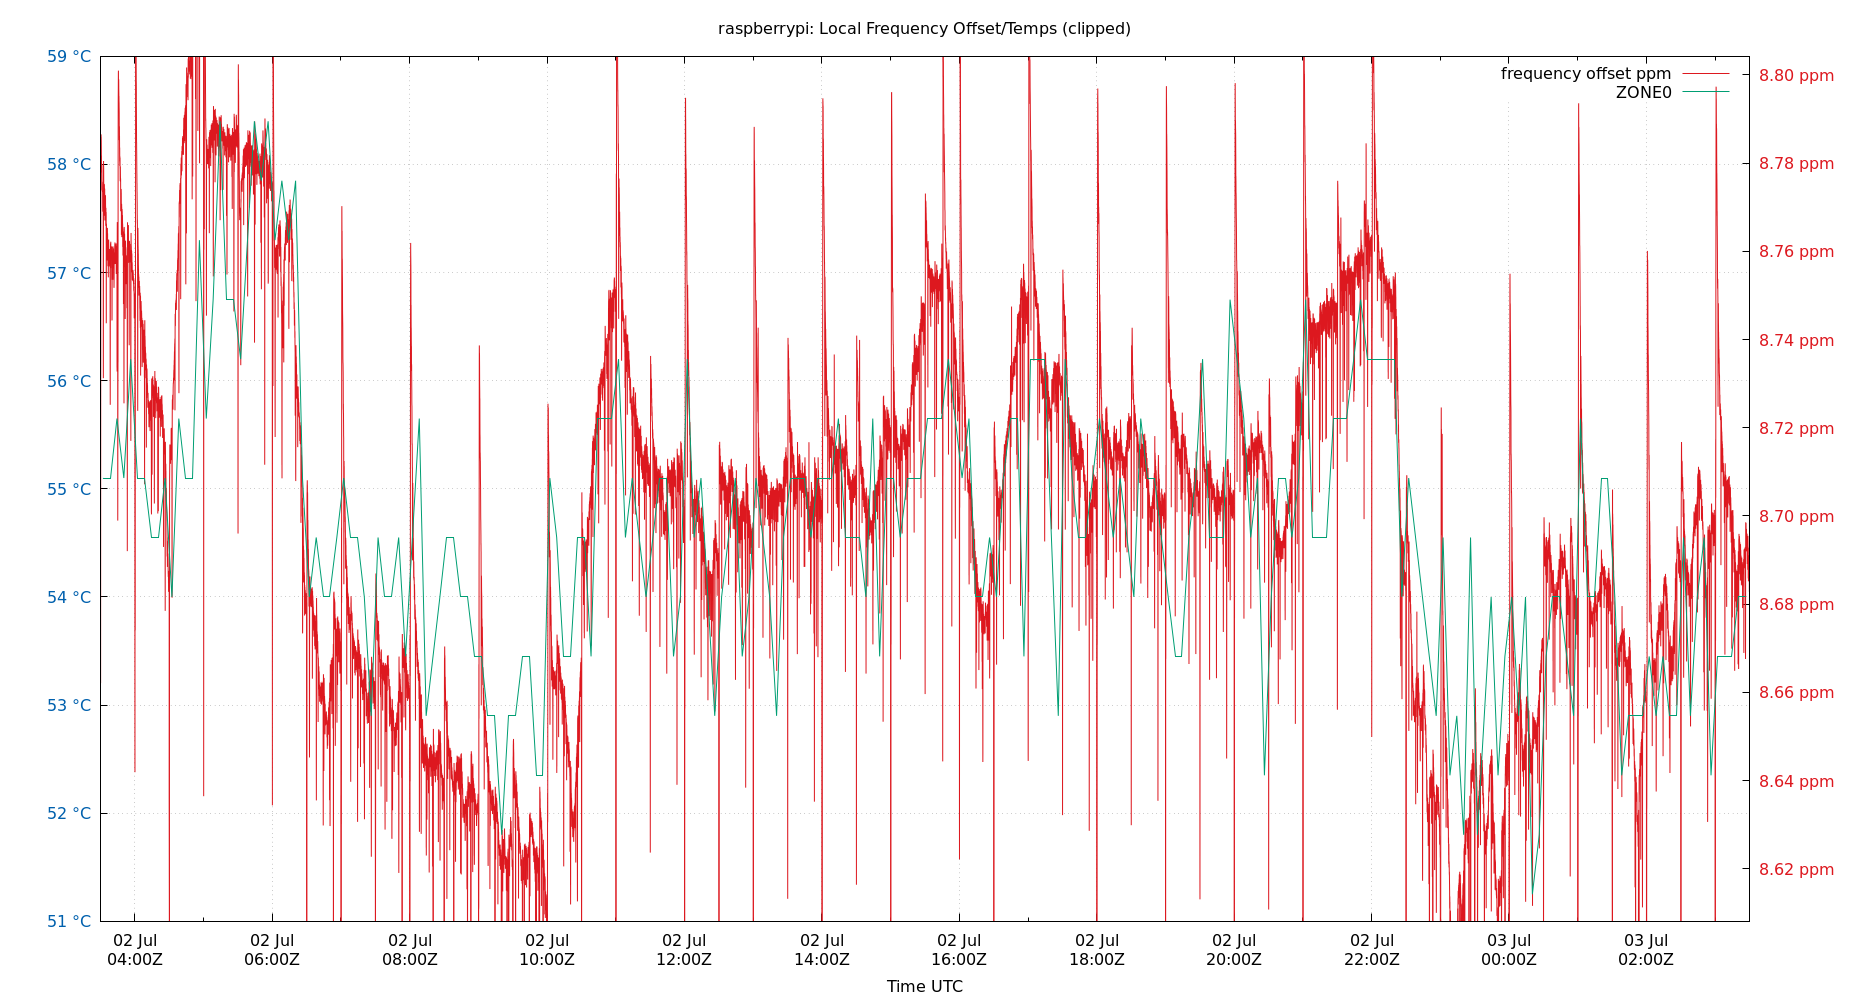 raspberrypi: Local Frequency Offset/Temps (clipped)
frequency offset ppm
ZONE0
59 °C
58 °C
57 °C
56 °C
55 °C
54 °C
53 °C
52 °C
51 °C
8.80 ppm
8.78 ppm
8.76 ppm
8.74 ppm
8.72 ppm
8.70 ppm
8.68 ppm
8.66 ppm
8.64 ppm
8.62 ppm
02 Jul 02 Jul 02 Jul 02 Jul 02 Jul 02 Jul 02 Jul 02 Jul 02 Jul 02 Jul 03 Jul 03 Jul
04:00Z 06:00Z 08:00Z 10:00Z 12:00Z 14:00Z 16:00Z 18:00Z 20:00Z 22:00Z 00:00Z 02:00Z
Time UTC